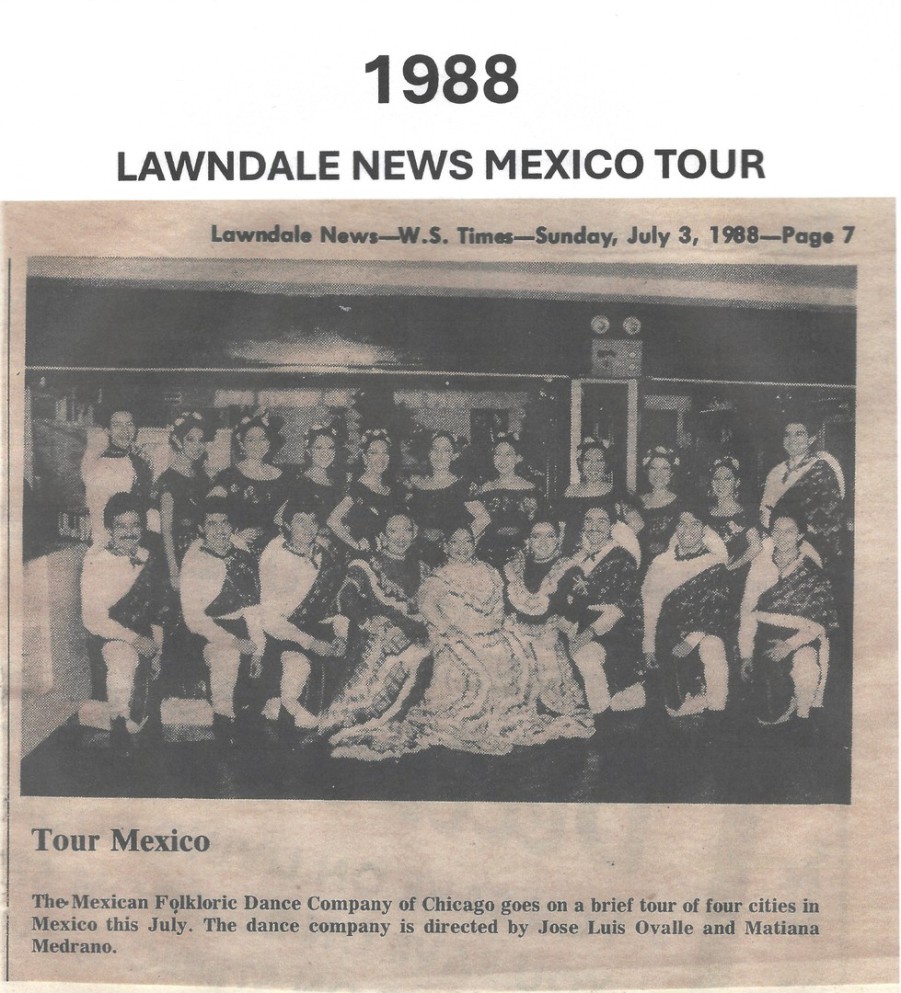 1988
LAWNDALE NEWS MEXICO TOUR
Lawndale News—W.S. Times—Sunday, July 3, 1988—Page 7
Tour Mexico
The Mexican Folkloric Dance Company of Chicago goes on a brief tour of four cities in
Mexico this July. The dance company is directed by Jose Luis Ovalle and Matiana
Medrano.